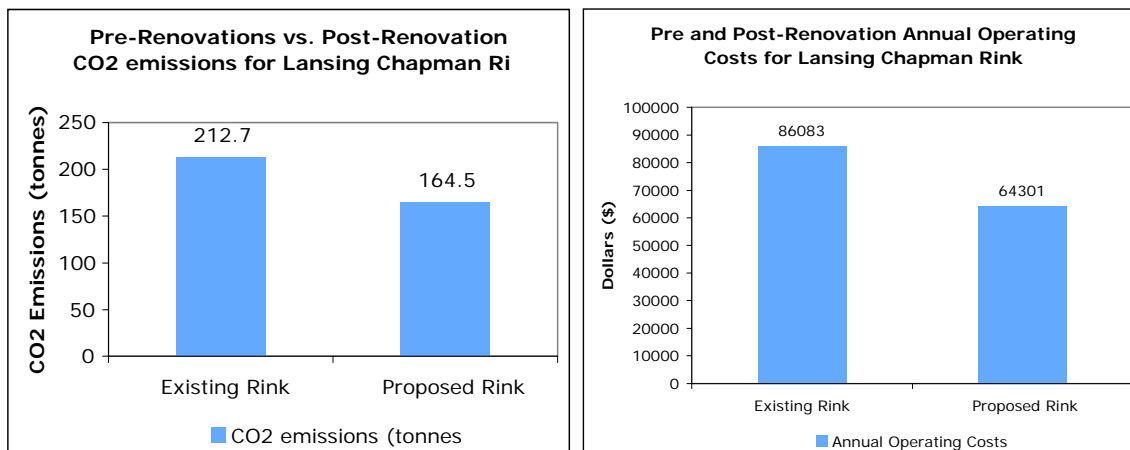 Pre-Renovations vs. Post-Renovation
CO2 emissions for Lansing Chapman Ri
CO2 Emissions (tonnes)
250
200
150
100
50
0
212.7
164.5
Existing Rink
Proposed Rink
CO2 emissions (tonnes
Pre and Post-Renovation Annual Operating
Costs for Lansing Chapman Rink
Dollars ($)
100000
90000
80000
70000
60000
50000
40000
30000
20000
10000
0
86083
64301
Existing Rink
Proposed Rink
Annual Operating Costs